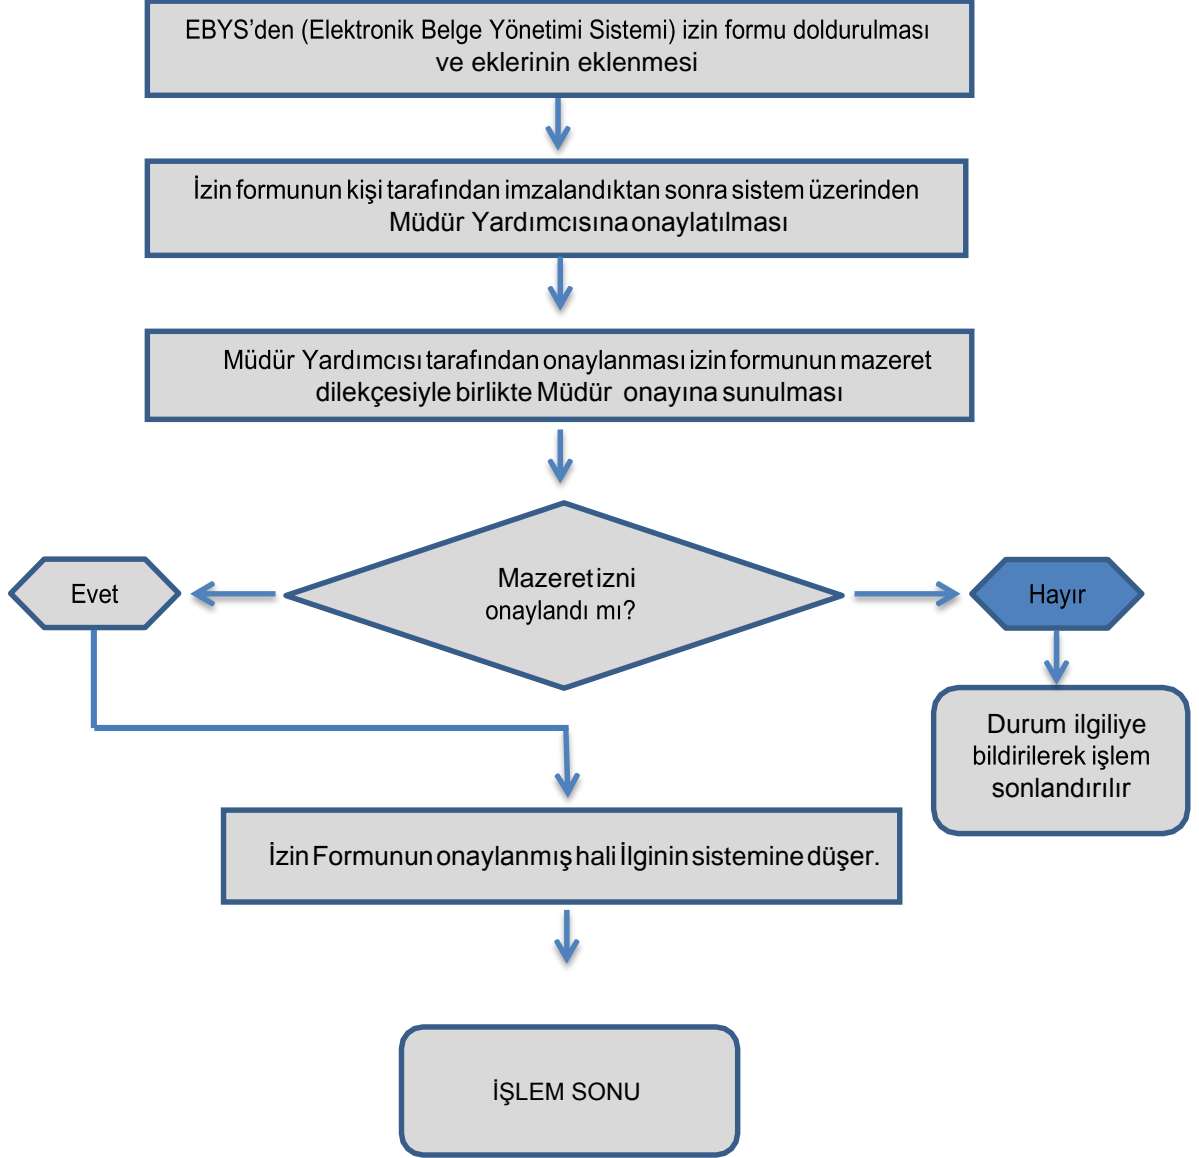 EBYS’den (Elektronik Belge Yönetimi Sistemi) izin formu doldurulması
ve eklerinin eklenmesi
İzin formunun kişi tarafından imzalandıktan sonra sistem üzerinden
Müdür Yardımcısına onaylatılması
Müdür Yardımcısı tarafından onaylanması izin formunun mazeret
dilekçesiyle birlikte Müdür onayına sunulması
Mazeret izni
onaylandı mı?
Evet
Hayır
Durum ilgiliye
bildirilerek işlem
sonlandırılır
İzin Formunun onaylanmış hali İlginin sistemine düşer.
İŞLEM SONU